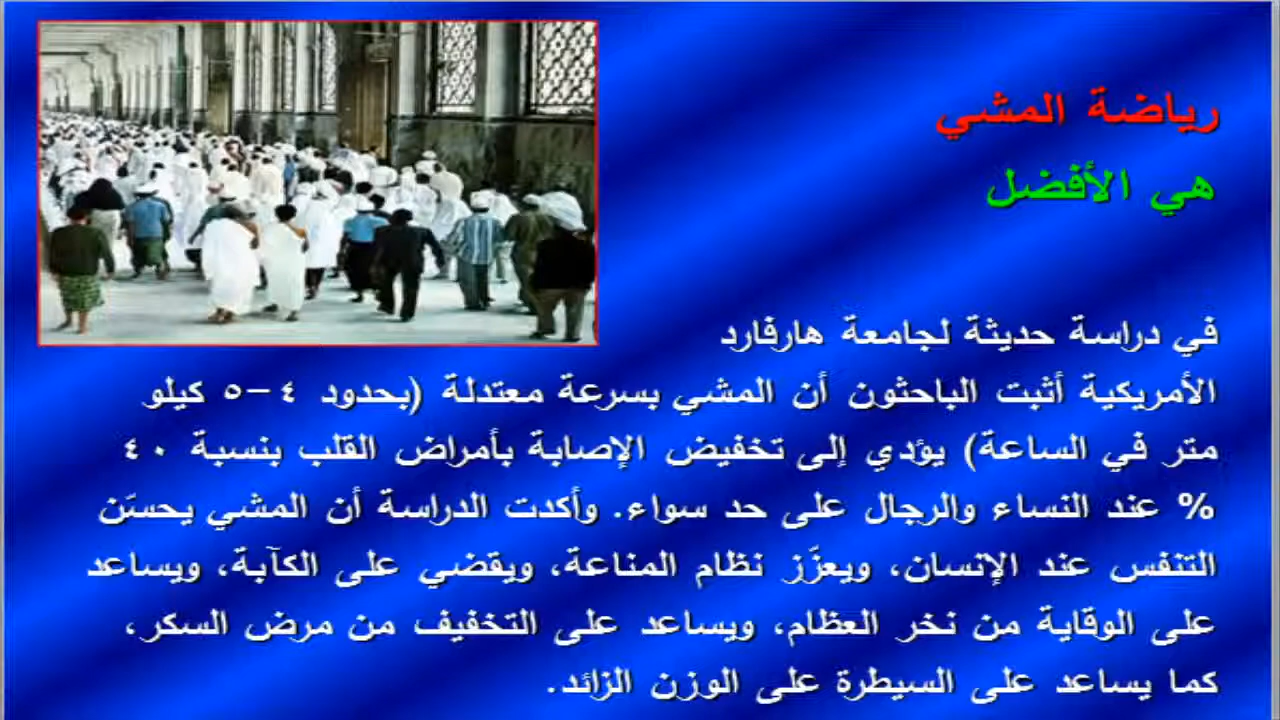 رياضة المشي
هي الأفضل
في دراسة حديثة لجامعة هارفارد
الأمريكية أثبت الباحثون أن المشي بسرعة معتدلة (بحدود ٤-٥ كيلو
متر في الساعة) يؤدي إلى تخفيض الإصابة بأمراض القلب بنسبة ٤٠
% عند النساء والرجال على حد سواء. وأكدت الدراسة أن المشي يحسّن
التنفس عند الإنسان، ويعزّز نظام المناعة، ويقضي على الكآبة، ويساعد
على الوقاية من نخر العظام، ويساعد على التخفيف من مرض السكر،
كما يساعد على السيطرة على الوزن الزائد.